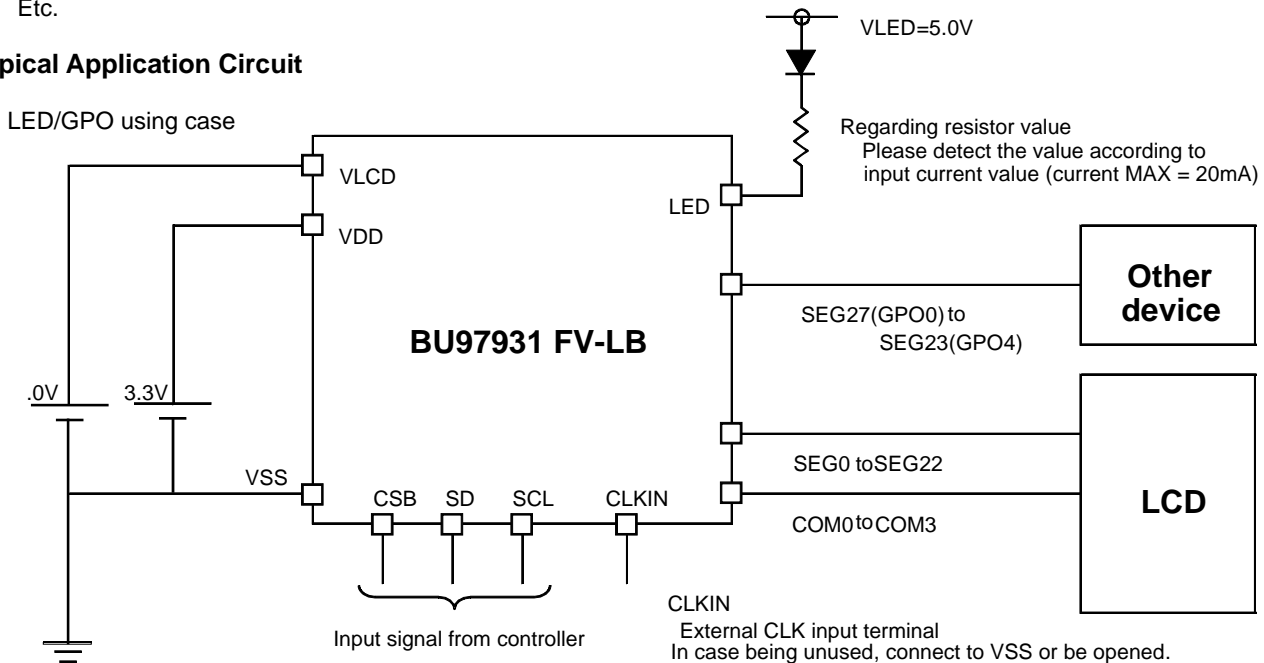 Etc.
pical Application Circuit
LED/GPO using case
VLED=5.0V
Regarding resistor value
Please detect the value according to
input current value (current MAX = 20mA)
VLCD
VDD
LED
BU97931 FV-LB
SEG27(GPO0) to
SEG23(GPO4)
Other
device
.0V
3.3V
VSS
CSB SD SCL CLKIN
SEG0 toSEG22
COM0 to COM3
LCD
Input signal from controller
CLKIN
External CLK input terminal
In case being unused, connect to VSS or be opened.